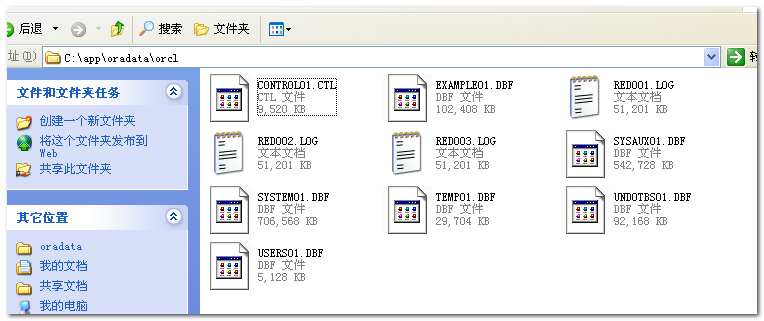 后退 搜索 文件夹
址(D) C:\app\oradata\orcl 转
文件和文件夹任务
创建一个新文件夹
将这个文件夹发布到
Web
共享此文件夹
其它位置
oradata
我的文档
共享文档
我的电脑
CONTROL01.CTL
CTL 文件
9,520 KB
EXAMPLE01.DBF
DBF 文件
102,408 KB
REDO01.LOG
文本文档
51,201 KB
REDO02.LOG
文本文档
51,201 KB
REDO03.LOG
文本文档
51,201 KB
SYSAUX01.DBF
DBF 文件
542,728 KB
SYSTEM01.DBF
DBF 文件
706,568 KB
TEMP01.DBF
DBF 文件
29,704 KB
UNDOTBS01.DBF
DBF 文件
92,168 KB
USERS01.DBF
DBF 文件
5,128 KB